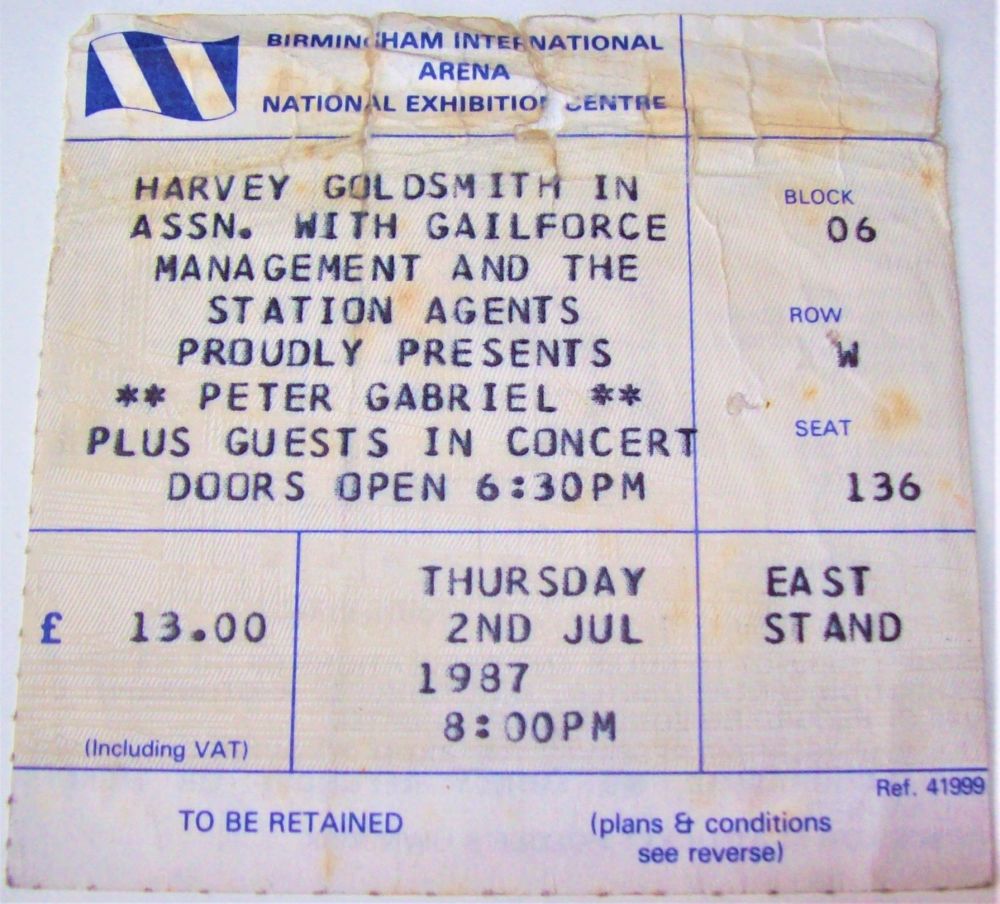 BIRMINGHAM INTERNATIONAL
ARENA
NATIONAL EXHIBITION CENTRE
HARVEY GOLDSMITH IN
ASSN. WITH GAILFORCE
MANAGEMENT AND THE
STATION AGENTS
PROUDLY PRESENTS
** PETER GABRIEL **
PLUS GUESTS IN CONCERT
DOORS OPEN 6:30PM
BLOCK
06
ROW
W
SEAT
136
£ 13.00
(Including VAT)
THURSDAY
2ND JUL
1987
8:00PM
EAST
STAND
Ref. 41999
TO BE RETAINED
(plans & conditions
see reverse)